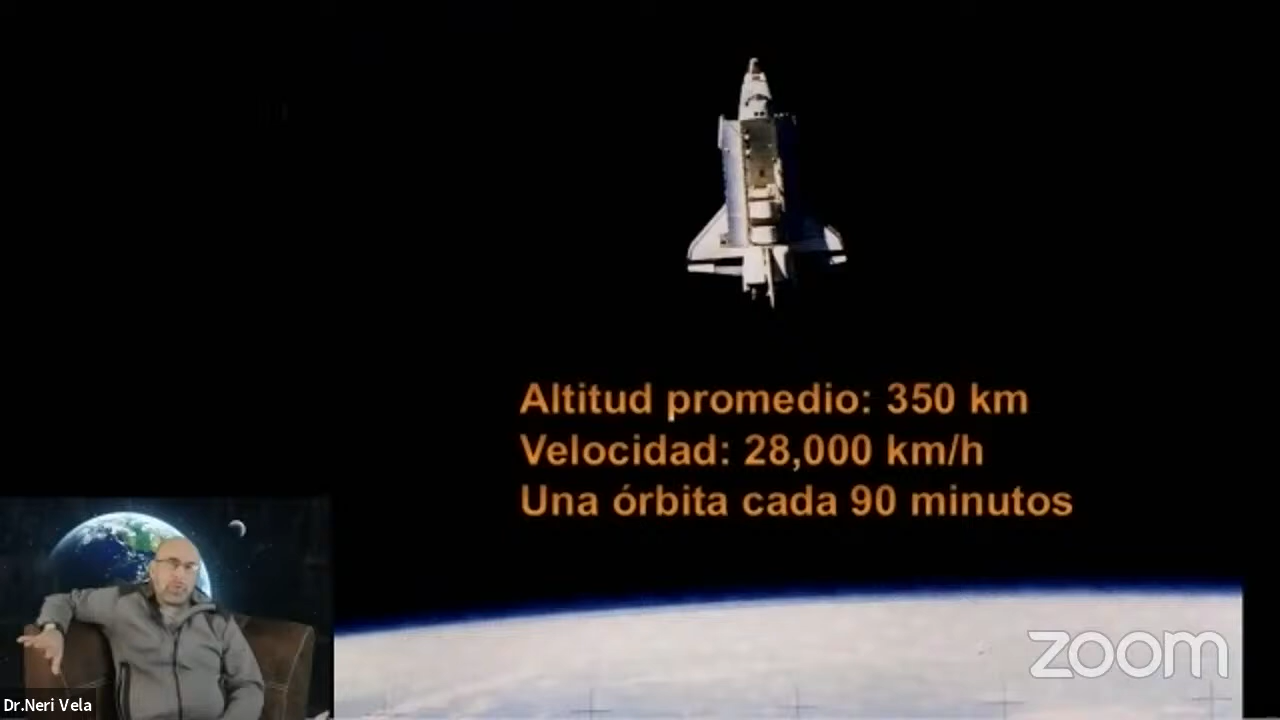 Altitud promedio: 350 km
Velocidad: 28,000 km/h
Una órbita cada 90 minutos
zoom
Dr.Neri Vela